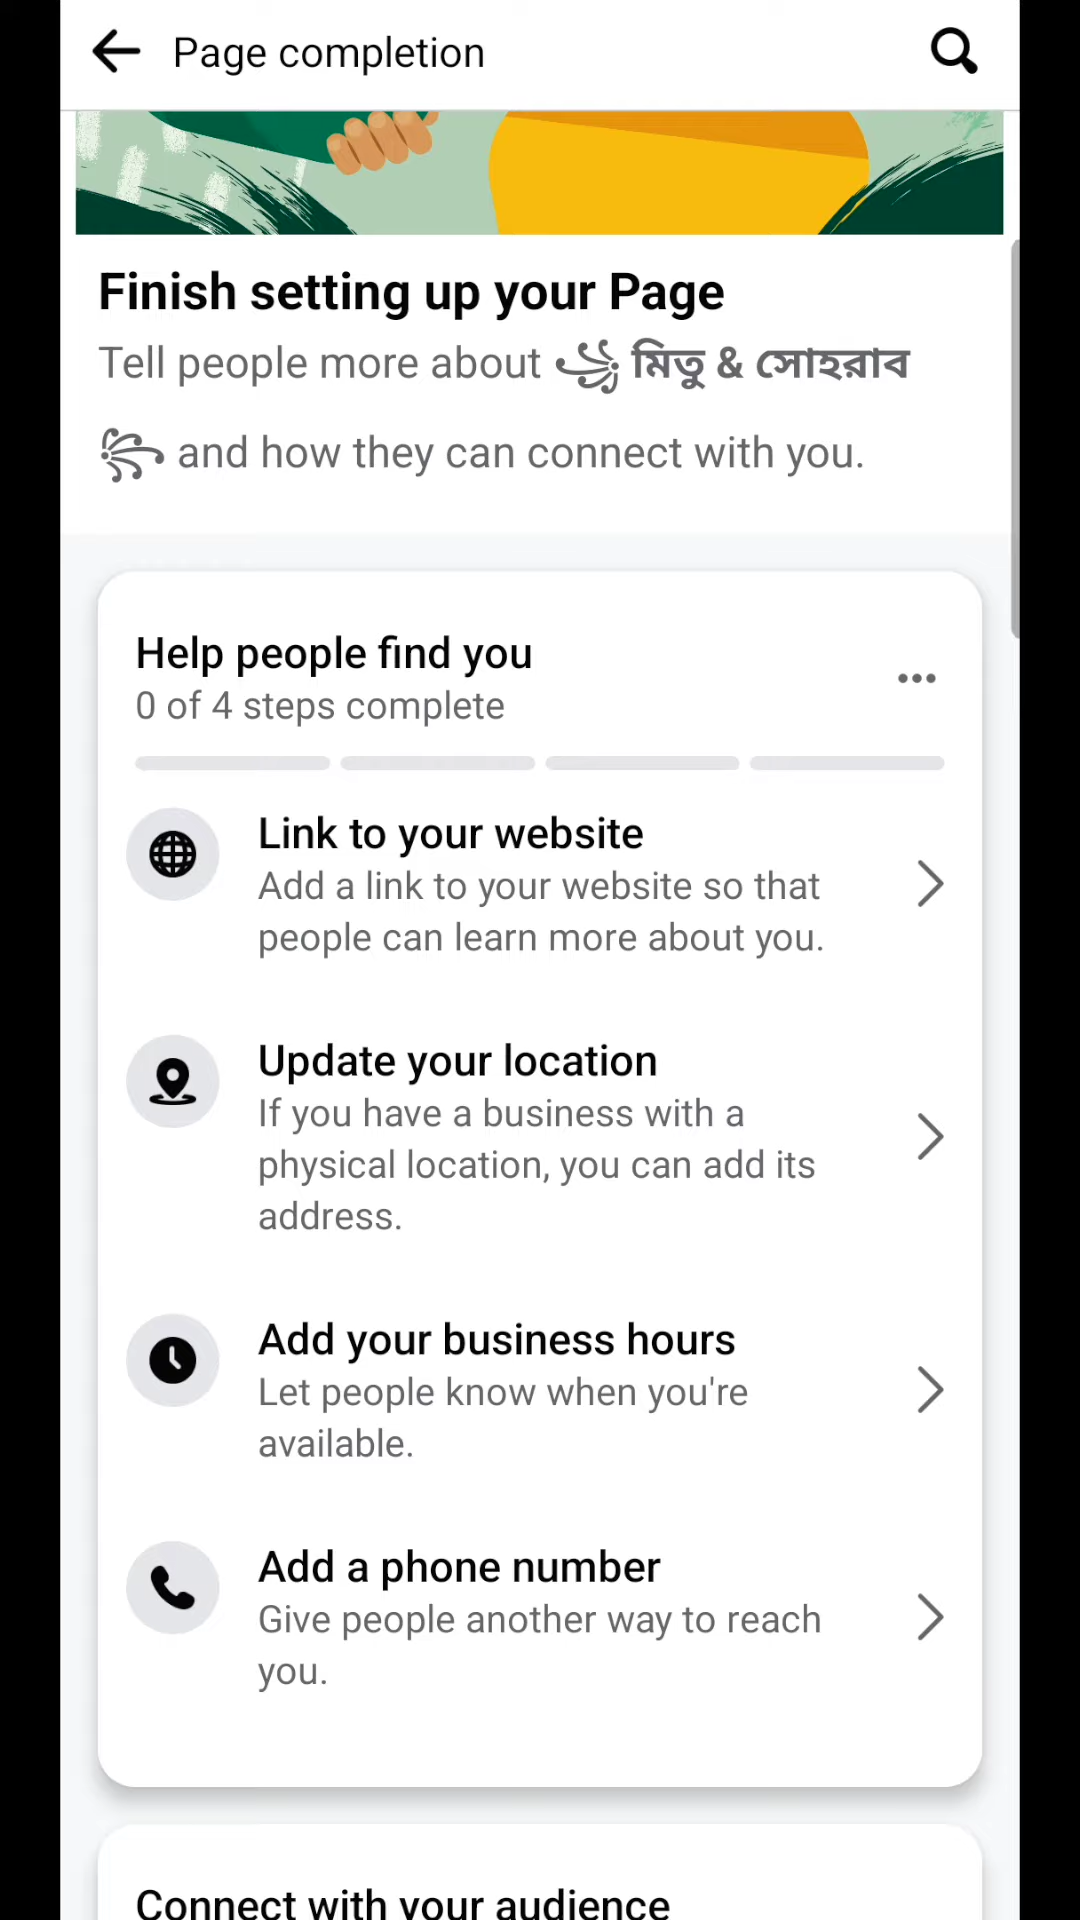 Page completion
Finish setting up your Page
Tell people more about ꧁ মিতু & সোহরাব
꧂ and how they can connect with you.
Help people find you
0 of 4 steps complete
Link to your website
Add a link to your website so that
people can learn more about you.
Update your location
If you have a business with a
physical location, you can add its
address.
Add your business hours
Let people know when you're
available.
Add a phone number
Give people another way to reach
you.
Connect with your audience